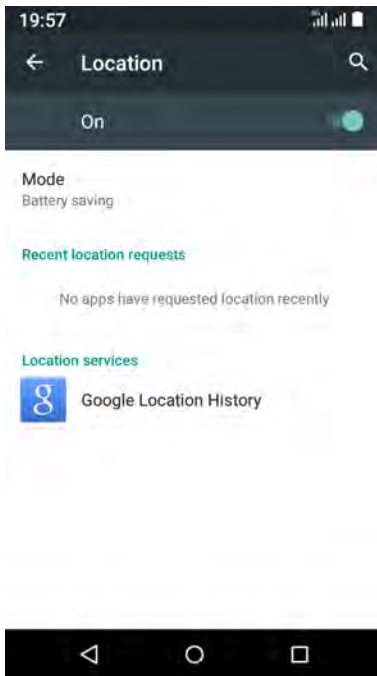 19:57
Location
On
Mode
Battery saving
Recent location requests
No apps have requested location recently
Location services
8 Google Location History